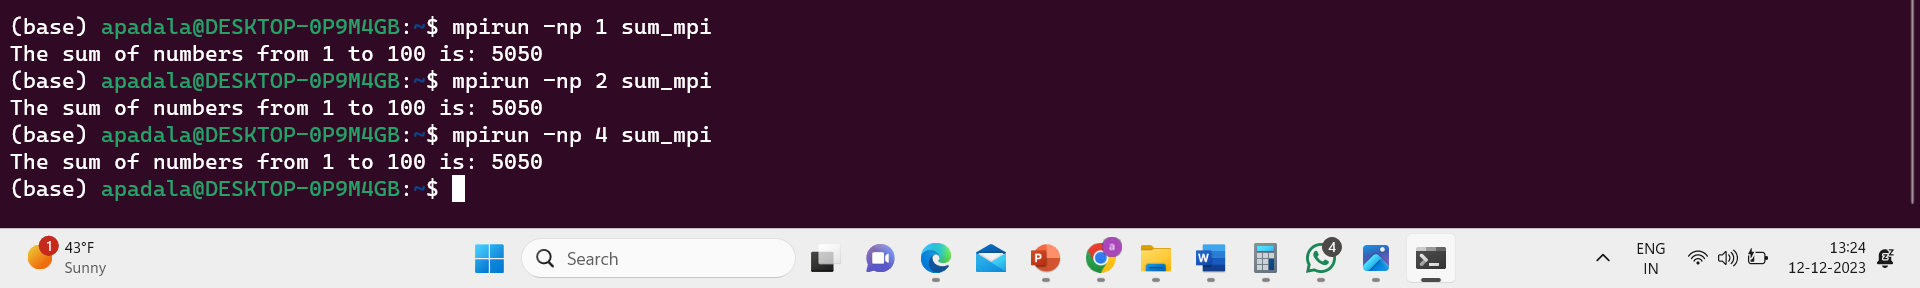 (base) apadala@DESKTOP-0P9M4GB:~$ mpirun -np 1 sum_mpi
The sum of numbers from 1 to 100 is: 5050
(base) apadala@DESKTOP-0P9M4GB:~$ mpirun -np 2 sum_mpi
The sum of numbers from 1 to 100 is: 5050
(base) apadala@DESKTOP-0P9M4GB:~$ mpirun -np 4 sum_mpi
The sum of numbers from 1 to 100 is: 5050
(base) apadala@DESKTOP-0P9M4GB:~$
1
43°F
Sunny
Search
P
a
W
4
ENG
IN
13:24
12-12-2023